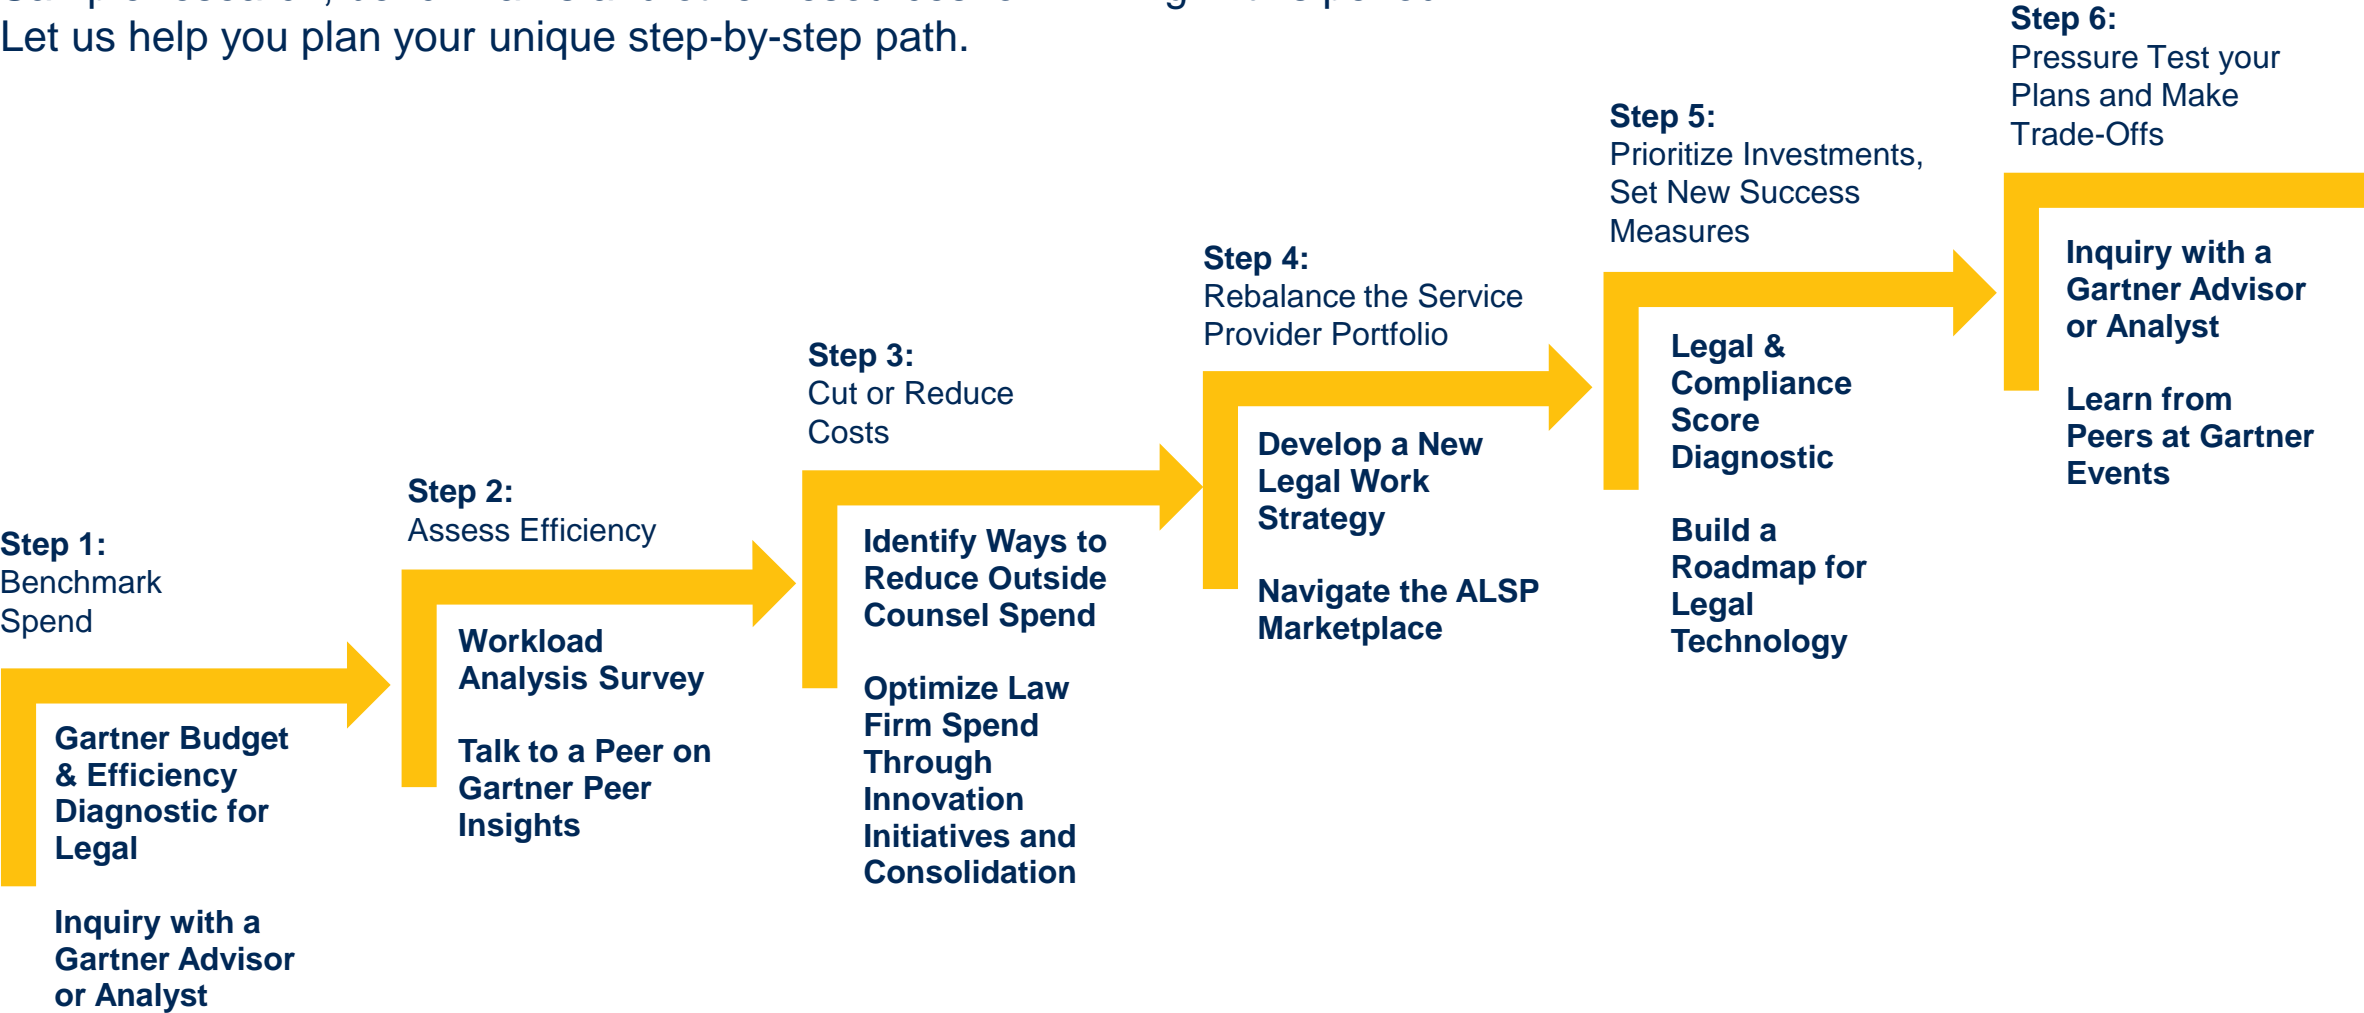 Let us help you plan your unique step-by-step path.
Step 1:
Benchmark
Spend
Gartner Budget
& Efficiency
Diagnostic for
Legal
Inquiry with a
Gartner Advisor
or Analyst
Step 2:
Assess Efficiency
Workload
Analysis Survey
Talk to a Peer on
Gartner Peer
Insights
Step 3:
Cut or Reduce
Costs
Identify Ways to
Reduce Outside
Counsel Spend
Optimize Law
Firm Spend
Through
Innovation
Initiatives and
Consolidation
Step 4:
Rebalance the Service
Provider Portfolio
Develop a New
Legal Work
Strategy
Navigate the ALSP
Marketplace
Step 5:
Prioritize Investments,
Set New Success
Measures
Legal &
Compliance
Score
Diagnostic
Build a
Roadmap for
Legal
Technology
Step 6:
Pressure Test your
Plans and Make
Trade-Offs
Inquiry with a
Gartner Advisor
or Analyst
Learn from
Peers at Gartner
Events